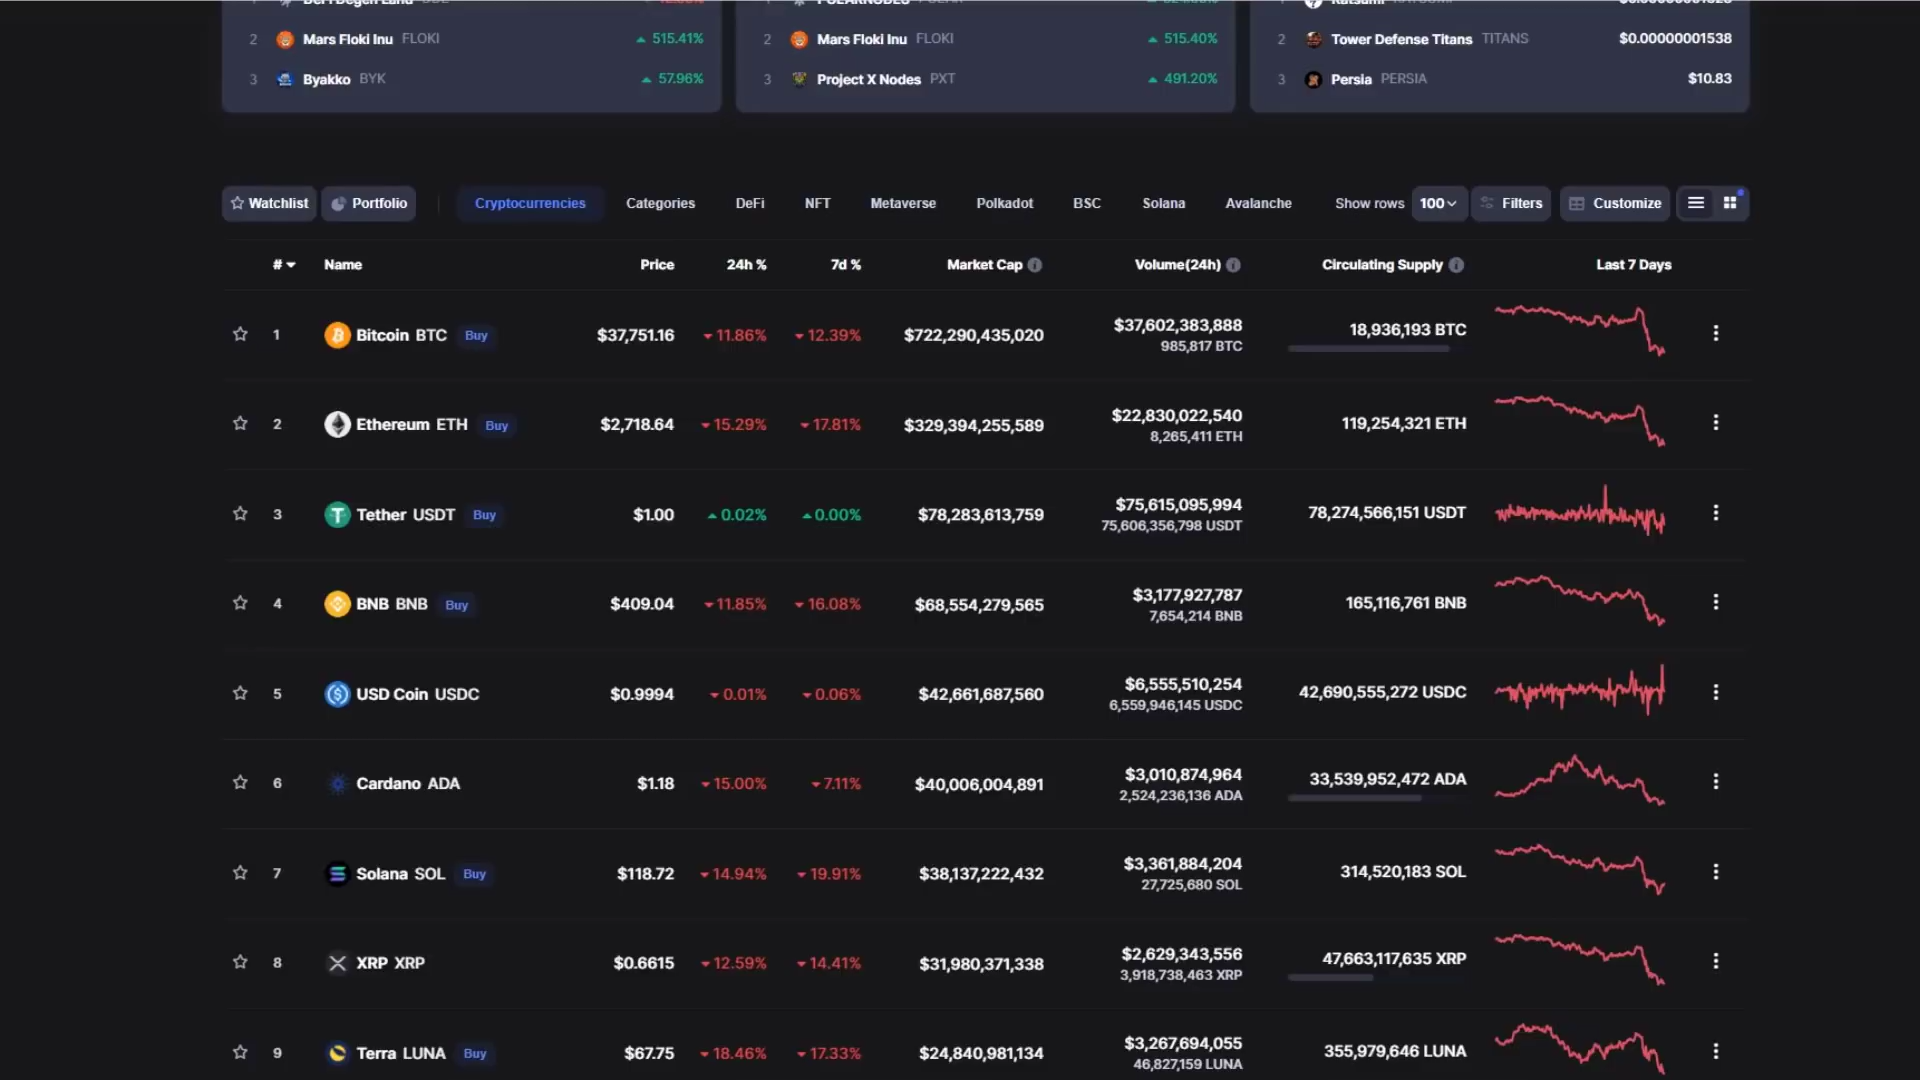 2 Mars Floki Inu FLOKI 515.41%
3 Byakko BYK 57.96%
2 Mars Floki Inu FLOKI 515.40%
3 Project X Nodes PXT 491.20%
2 Tower Defense Titans TITANS $0.00000001538
3 Persia PERSIA $10.83
Watchlist Portfolio Cryptocurrencies Categories DeFi NFT Metaverse Polkadot BSC Solana Avalanche Show rows 100 Filters Customize
# Name Price 24h % 7d % Market Cap Volume(24h) Circulating Supply Last 7 Days
1 Bitcoin BTC Buy $37,751.16 11.86% 12.39% $722,290,435,020 $37,602,383,888 18,936,193 BTC
985,817 BTC
2 Ethereum ETH Buy $2,718.64 15.29% 17.81% $329,394,255,589 $22,830,022,540 119,254,321 ETH
8,265,411 ETH
3 Tether USDT Buy $1.00 0.02% 0.00% $78,283,613,759 $75,615,095,994 78,274,566,151 USDT
75,606,356,798 USDT
4 BNB BNB Buy $409.04 11.85% 16.08% $68,554,279,565 $3,177,927,787 165,116,761 BNB
7,654,214 BNB
5 USD Coin USDC $0.9994 0.01% 0.06% $42,661,687,560 $6,555,510,254 42,690,555,272 USDC
6,559,946,145 USDC
6 Cardano ADA $1.18 15.00% 7.11% $40,006,004,891 $3,010,874,964 33,539,952,472 ADA
2,524,236,136 ADA
7 Solana SOL Buy $118.72 14.94% 19.91% $38,137,222,432 $3,361,884,204 314,520,183 SOL
27,725,680 SOL
8 XRP XRP $0.6615 12.59% 14.41% $31,980,371,338 $2,629,343,556 47,663,117,635 XRP
3,918,738,463 XRP
9 Terra LUNA Buy $67.75 18.46% 17.33% $24,840,981,134 $3,267,694,055 355,979,646 LUNA
46,827,159 LUNA